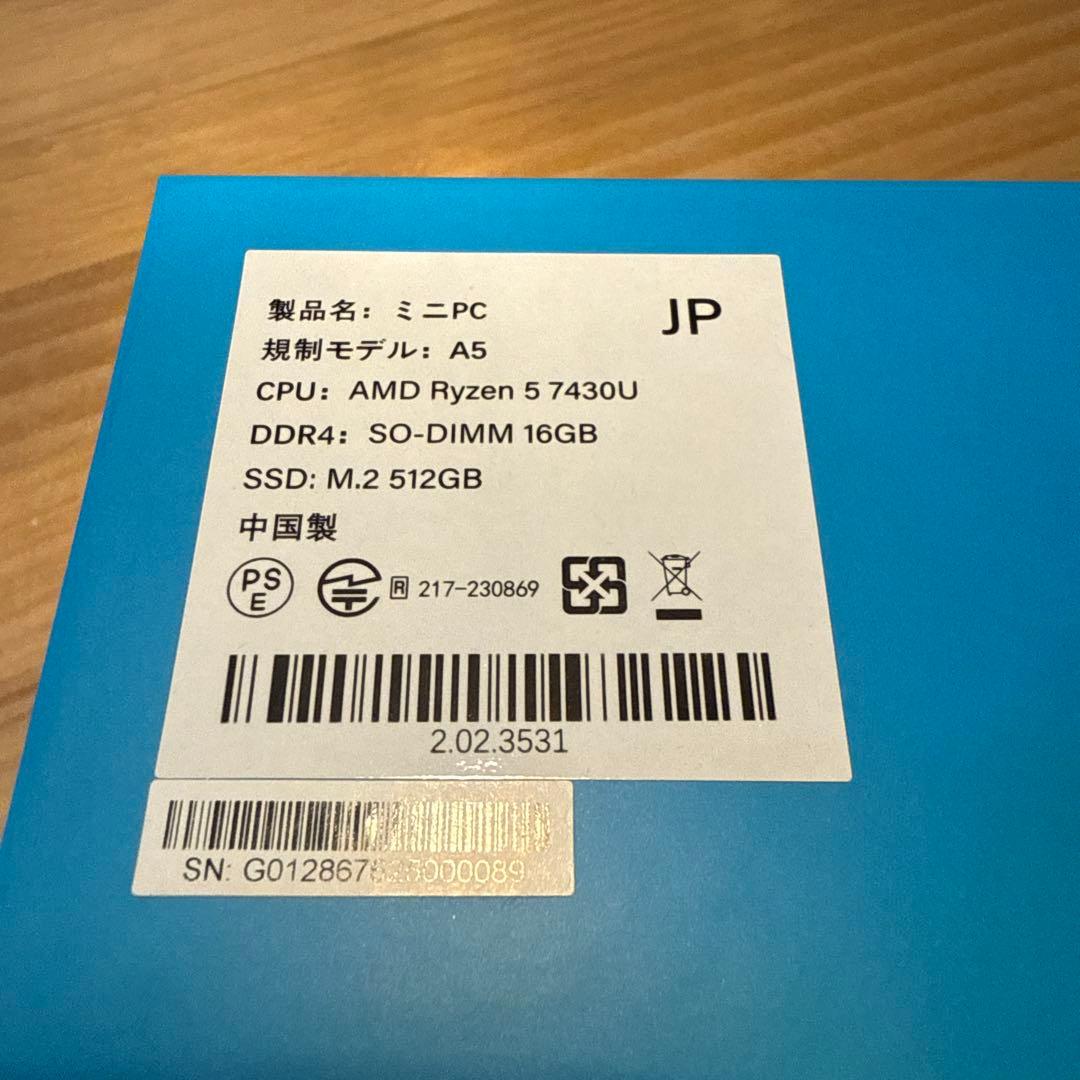 製品名：ミニPC
JP
規制モデル：A5
CPU：AMD Ryzen 5 7430U
DDR4：SO-DIMM 16GB
SSD: M.2 512GB
中国製
PS E
R 217-230869
2.02.3531
SN: